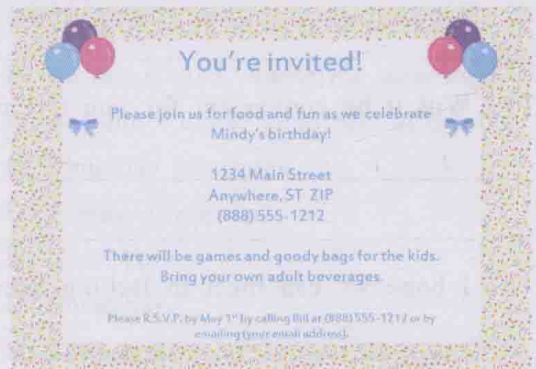 You're invited!
Please join us for food and fun as we celebrate
Mindy's birthday!
1234 Main Street
Anywhere, ST ZIP
(888) 555-1212
There will be games and goody bags for the kids.
Bring your own adult beverages.
Please R.S.V.P. by May 1st by calling Bill at (888)555-1212 or by
emailing (your email address).